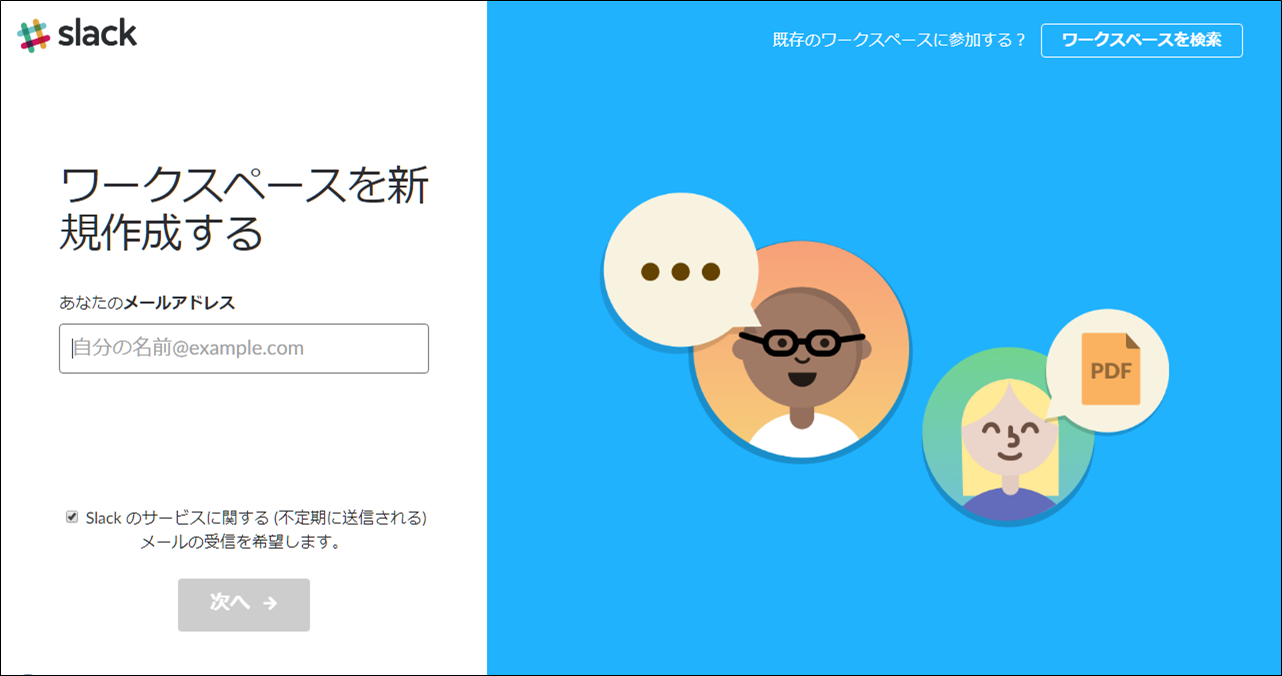 slack
既存のワークスペースに参加する？
ワークスペースを検索
ワークスペースを新
規作成する
あなたのメールアドレス
自分の名前@example.com
PDF
Slack のサービスに関する (不定期に送信される)
メールの受信を希望します。
次へ →